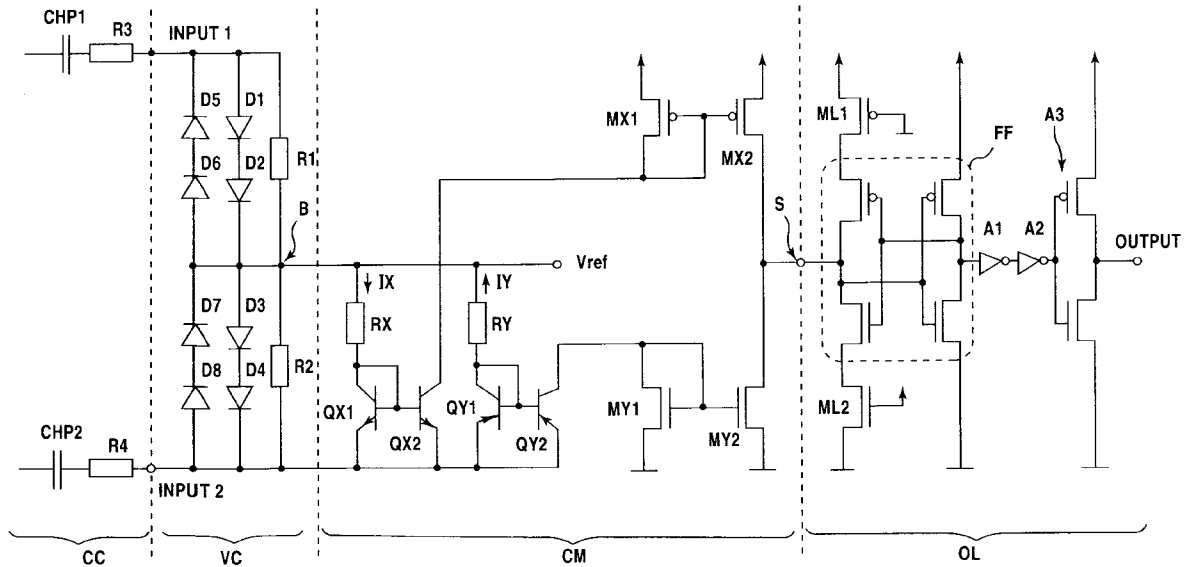 CHP1
R3
INPUT 1
D5
D1
D6
D2
R1
B
D7
D3
D8
D4
R2
CHP2
R4
INPUT 2
IX
IY
Vref
RX
RY
QX1
QX2
QY1
QY2
MX1
MX2
MY1
MY2
S
ML1
ML2
FF
A1
A2
A3
OUTPUT
CC
VC
CM
OL